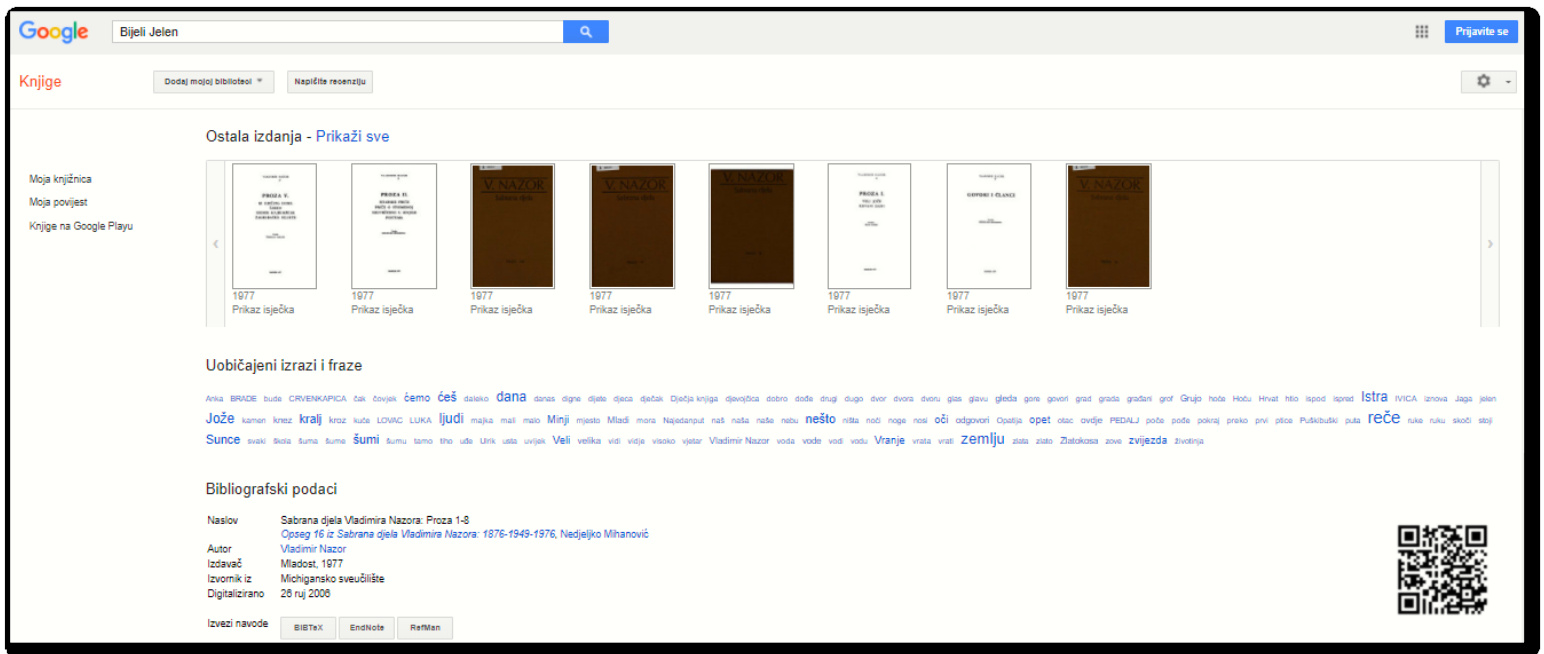 Google
Bijeli Jelen
Prijavite se
Knjige
Dodaj mojoj biblioteci
Napišite recenziju
Ostala izdanja - Prikaži sve
Moja knjižnica
Moja povijest
Knjige na Google Playu
PROZA V.
PROZA II.
V. NAZOR
V. NAZOR
V. NAZOR
PROZA I.
GOVORI I ČLANCI
V. NAZOR
1977 1977 1977 1977 1977 1977 1977 1977
Prikaz isječka Prikaz isječka Prikaz isječka Prikaz isječka Prikaz isječka Prikaz isječka Prikaz isječka Prikaz isječka
Uobičajeni izrazi i fraze
Anka BRADE bude CRVENKAPICA čak čovjek ćemo ćeš daleko dana danas digne dijete djeca dječak Dječja knjiga djevojčica dobro dođe drugi dugo dvor dvora dvoru glas glavu gleda gore govori grad grada građani grof Grujo hoće Hoću Hrvat htio ispod ispred Istra IVICA iznova Jaga jelen
Jože kamen knez kralj kroz kuće LOVAC LUKA ljudi majka mali malo Minji mjesto Mladi mora Najedanput naš naša naše nebu nešto ništa noći noge nosi oči odgovori Opatija opet otac ovdje PEDALJ poče pođe pokraj preko prvi ptice Puškibuški puta reče ruke ruku skoči stoji
Sunce svaki škola šuma šume šumi šumu tamo tiho uđe Ulrik usta uvijek Veli velika vidi vidje visoko vjetar Vladimir Nazor voda vode vodi vodu Vranje vrata vrati zemlju zlata zlato Zlatokosa zove zvijezda životinja
Bibliografski podaci
Naslov Sabrana djela Vladimira Nazora: Proza 1-8
Opseg 16 iz Sabrana djela Vladimira Nazora: 1876-1949-1976, Nedjeljko Mihanović
Autor Vladimir Nazor
Izdavač Mladost, 1977
Izvornik iz Michigansko sveučilište
Digitalizirano 26 ruj 2006
Izvezi navode BiBTeX EndNote RefMan